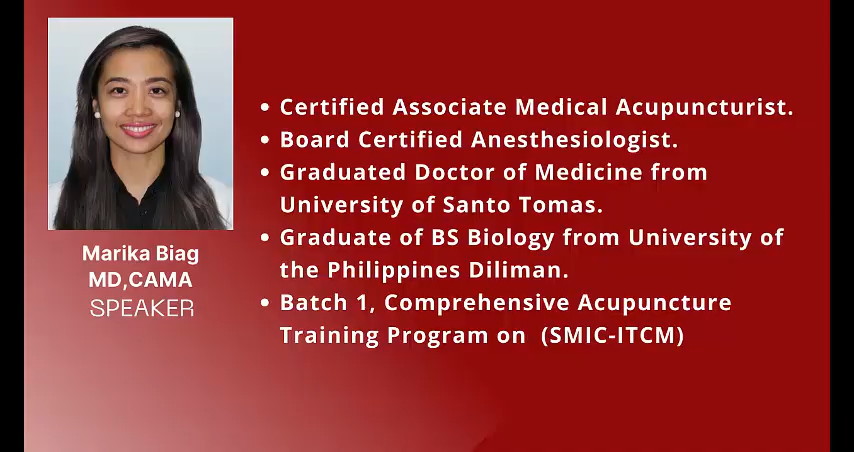 Marika Biag
MD,CAMA
SPEAKER
• Certified Associate Medical Acupuncturist.
• Board Certified Anesthesiologist.
• Graduated Doctor of Medicine from
University of Santo Tomas.
• Graduate of BS Biology from University of
the Philippines Diliman.
• Batch 1, Comprehensive Acupuncture
Training Program on (SMIC-ITCM)